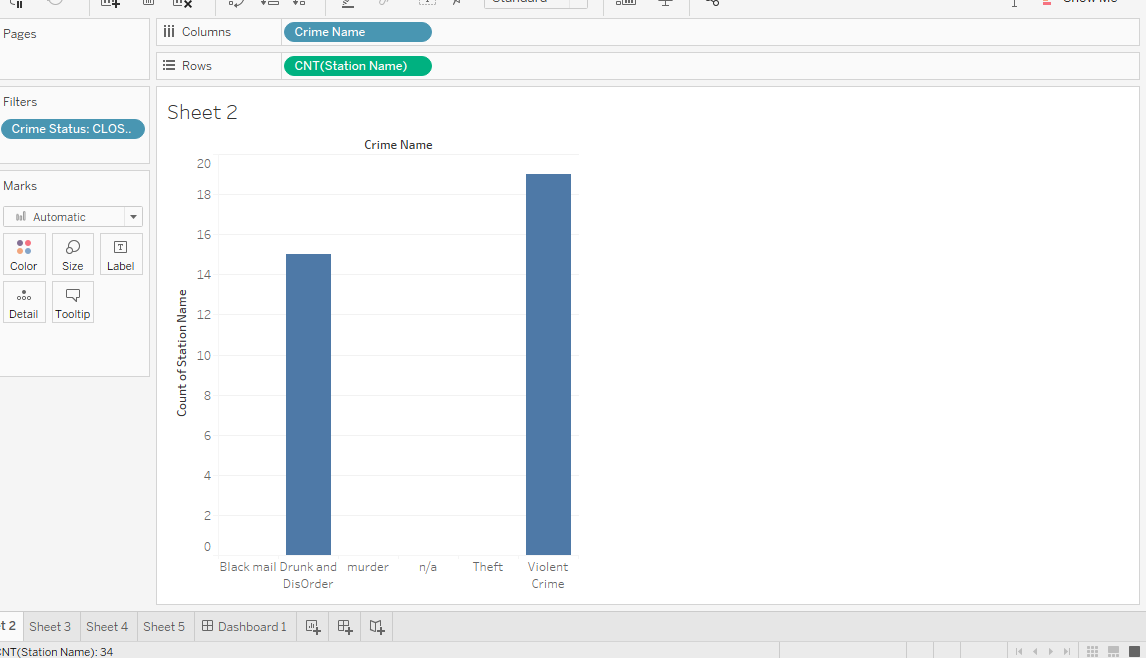 Standard
Show Me
Pages
Columns
Crime Name
Rows
CNT(Station Name)
Filters
Crime Status: CLOS..
Marks
Automatic
Color
Size
Label
Detail
Tooltip
Sheet 2
Crime Name
Count of Station Name
20
18
16
14
12
10
8
6
4
2
0
Black mail
Drunk and
DisOrder
murder
n/a
Theft
Violent
Crime
t 2
Sheet 3
Sheet 4
Sheet 5
Dashboard 1
CNT(Station Name): 34